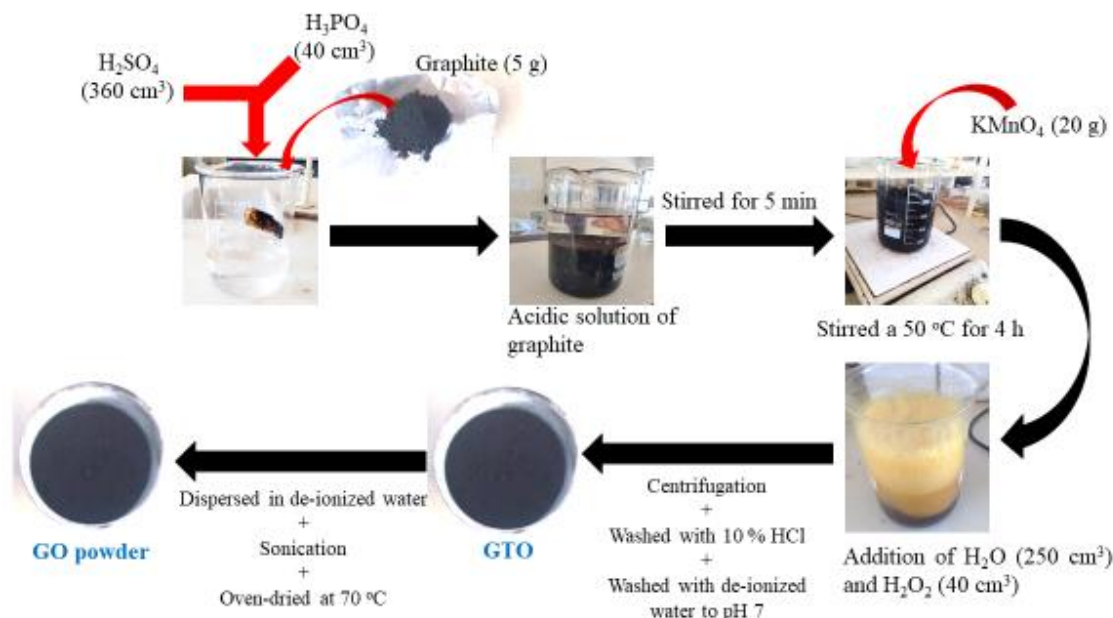 H₃PO₄
(40 cm³)
H₂SO₄
(360 cm³)
Graphite (5 g)
KMnO₄ (20 g)
Stirred for 5 min
Acidic solution of
graphite
Stirred a 50 °C for 4 h
Addition of H₂O (250 cm³)
and H₂O₂ (40 cm³)
Centrifugation
+
Washed with 10 % HCl
+
Washed with de-ionized
water to pH 7
GTO
Dispersed in de-ionized water
+
Sonication
+
Oven-dried at 70 °C
GO powder